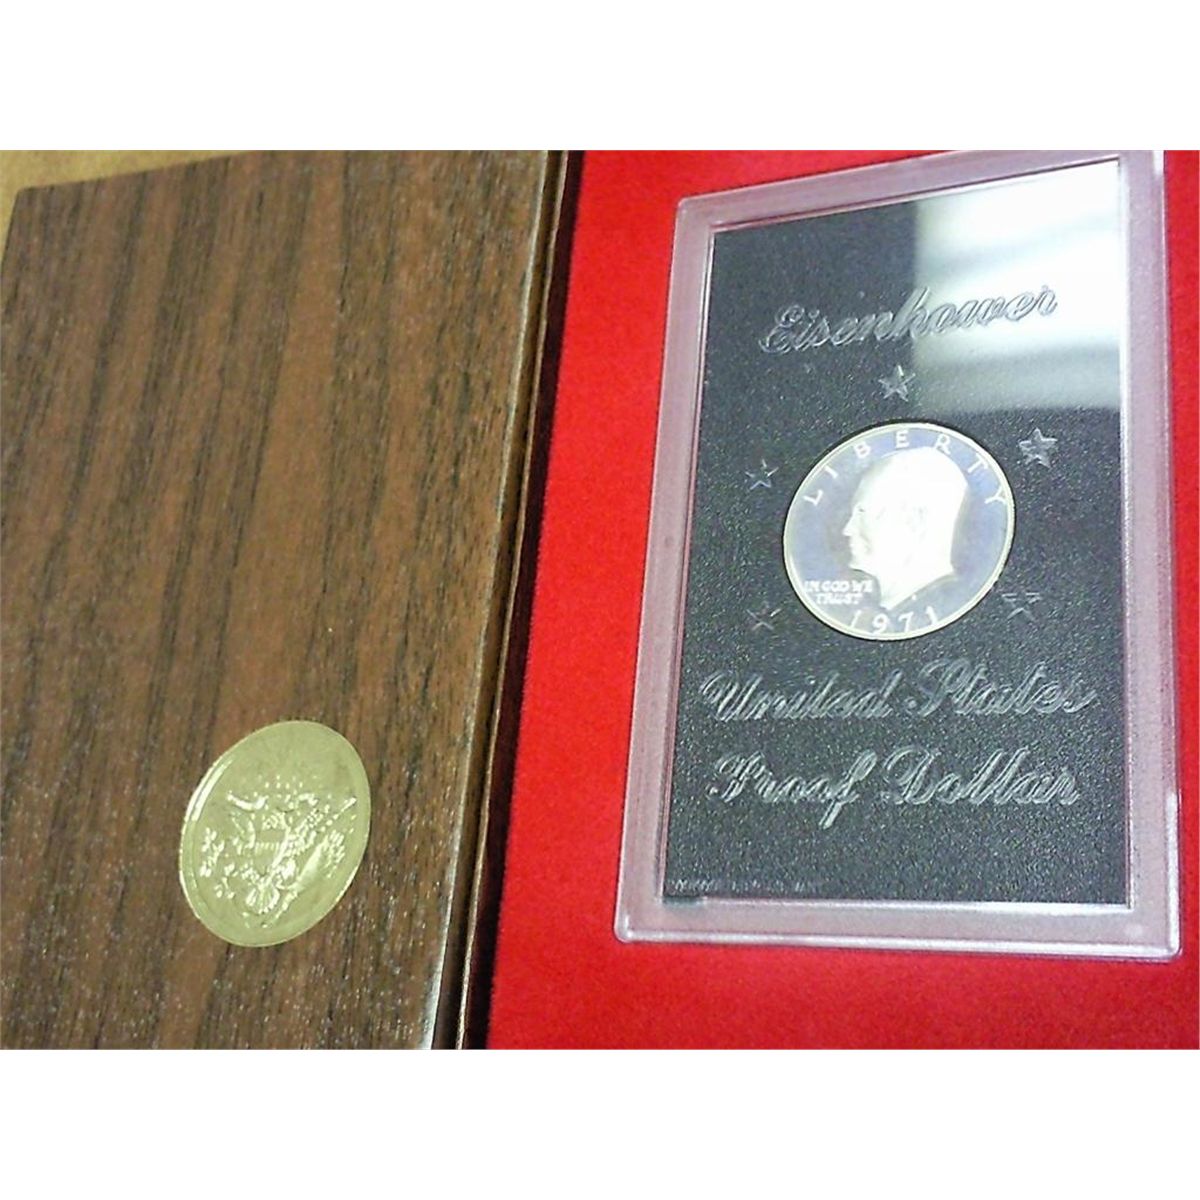 Eisenhower
LIBERTY
IN GOD WE
TRUST
1971
United States
Proof Dollar